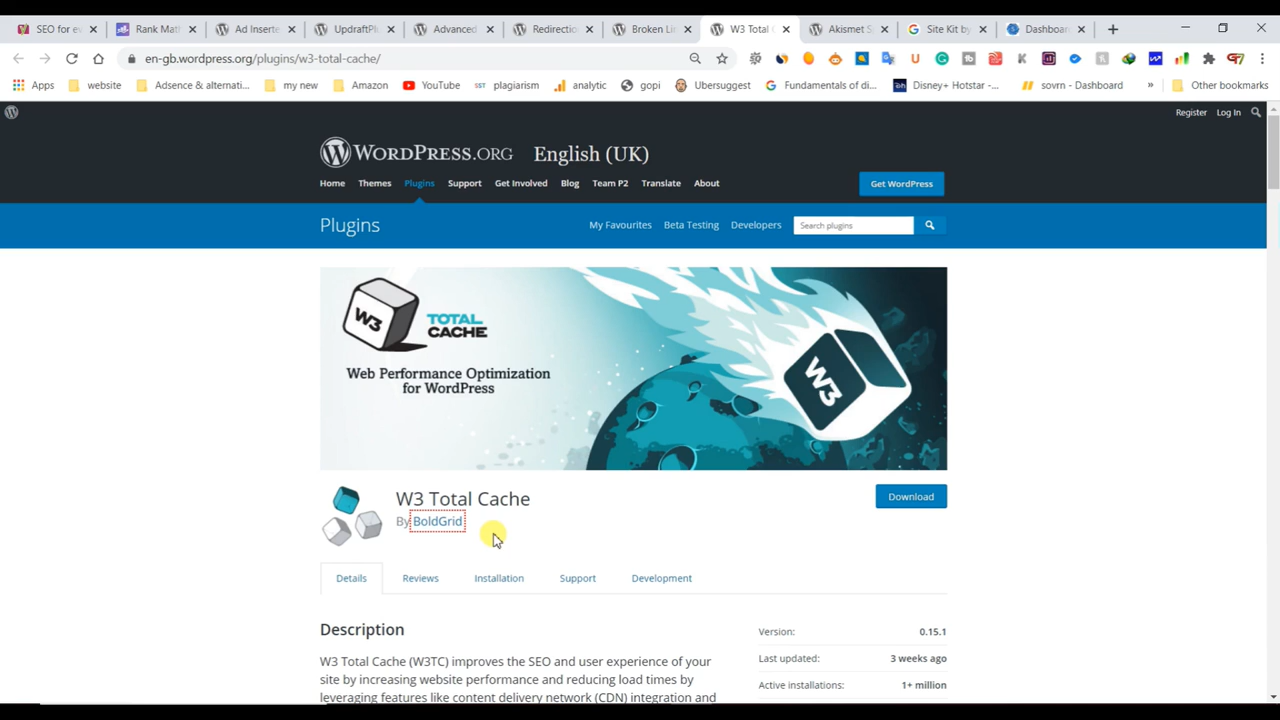 SEO for ev
Rank Math
Ad Inserte
UpdraftPlu
Advanced
Redirectio
Broken Lin
W3 Total C
Akismet Sp
Site Kit by
Dashboar
en-gb.wordpress.org/plugins/w3-total-cache/
Apps
website
Adsence & alternati...
my new
Amazon
YouTube
plagiarism
analytic
gopi
Ubersuggest
Fundamentals of di...
Disney+ Hotstar -...
sovrn - Dashboard
»
Other bookmarks
Register
Log In
WORDPRESS.ORG
English (UK)
Home
Themes
Plugins
Support
Get Involved
Blog
Team P2
Translate
About
Get WordPress
Plugins
My Favourites
Beta Testing
Developers
Search plugins
W3
TOTAL
CACHE
Web Performance Optimization
for WordPress
W3
W3 Total Cache
By BoldGrid
Download
Details
Reviews
Installation
Support
Development
Description
W3 Total Cache (W3TC) improves the SEO and user experience of your
site by increasing website performance and reducing load times by
leveraging features like content delivery network (CDN) integration and
Version: 0.15.1
Last updated: 3 weeks ago
Active installations: 1+ million